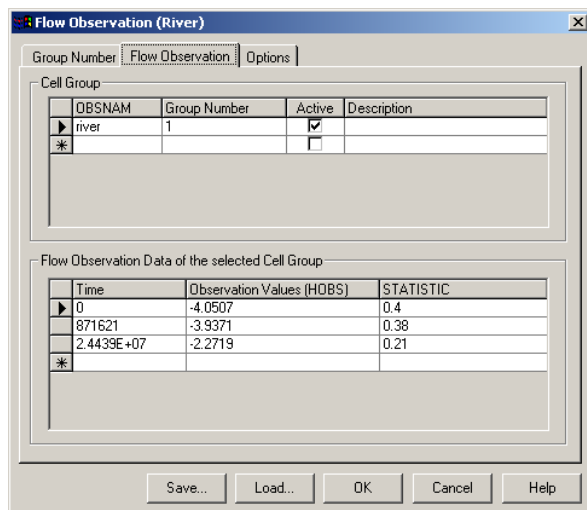 Flow Observation (River)
Group Number Flow Observation Options
Cell Group
OBSNAM Group Number Active Description
river 1
Flow Observation Data of the selected Cell Group
Time Observation Values (HOBS) STATISTIC
0 -4.0507 0.4
871621 -3.9371 0.38
2.4439E+07 -2.2719 0.21
Save... Load... OK Cancel Help